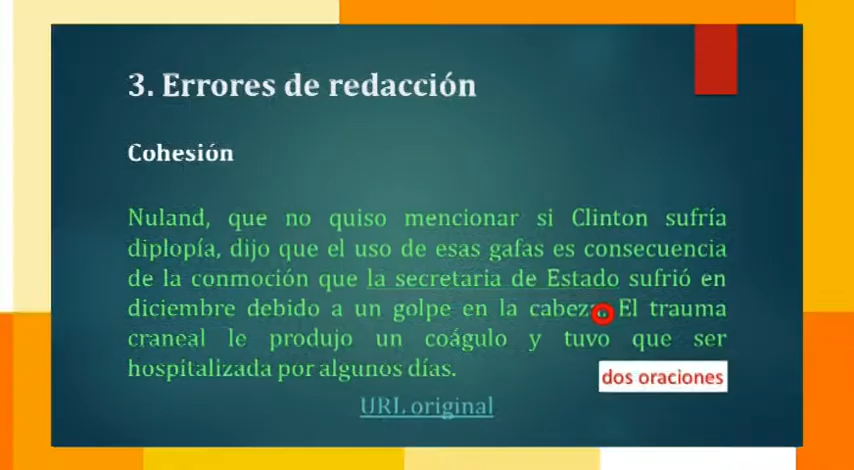 3. Errores de redacción
Cohesión
Nuland, que no quiso mencionar si Clinton sufría
diplopía, dijo que el uso de esas gafas es consecuencia
de la conmoción que la secretaria de Estado sufrió en
diciembre debido a un golpe en la cabeza. El trauma
craneal le produjo un coágulo y tuvo que ser
hospitalizada por algunos días.
dos oraciones
URL original